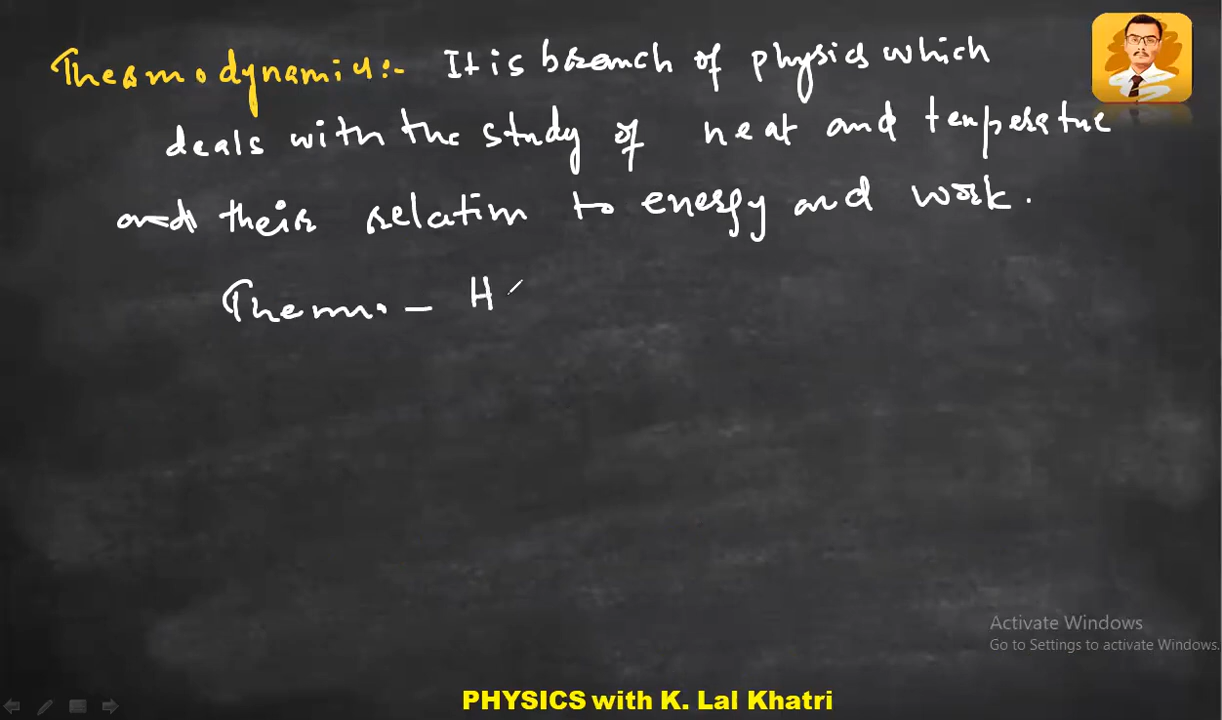 Thermodynamics:- It is branch of physics which
deals with the study of heat and temperature
and their relation to energy and work.
Thermo - H
Activate Windows
Go to Settings to activate Windows.
PHYSICS with K. Lal Khatri